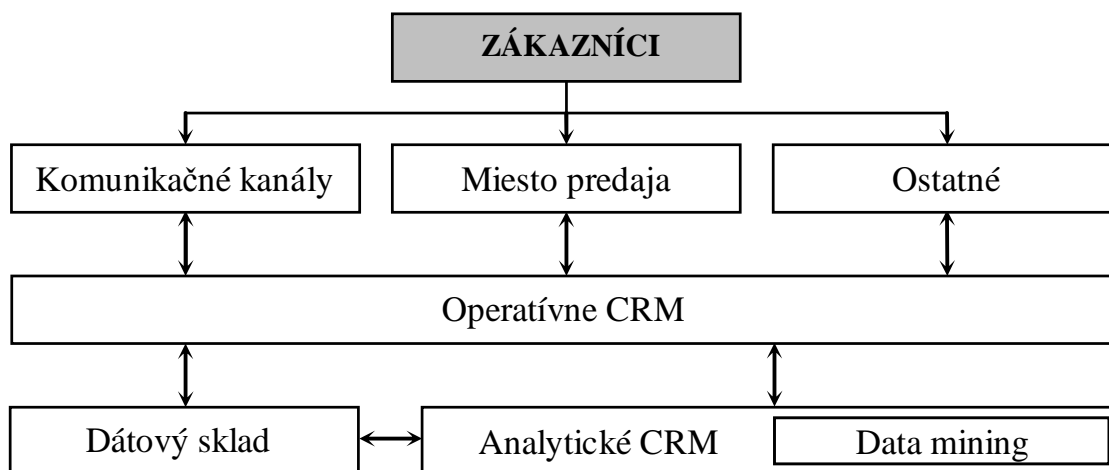 ZÁKAZNÍCI
Komunikačné kanály
Miesto predaja
Ostatné
Operatívne CRM
Dátový sklad
Analytické CRM
Data mining